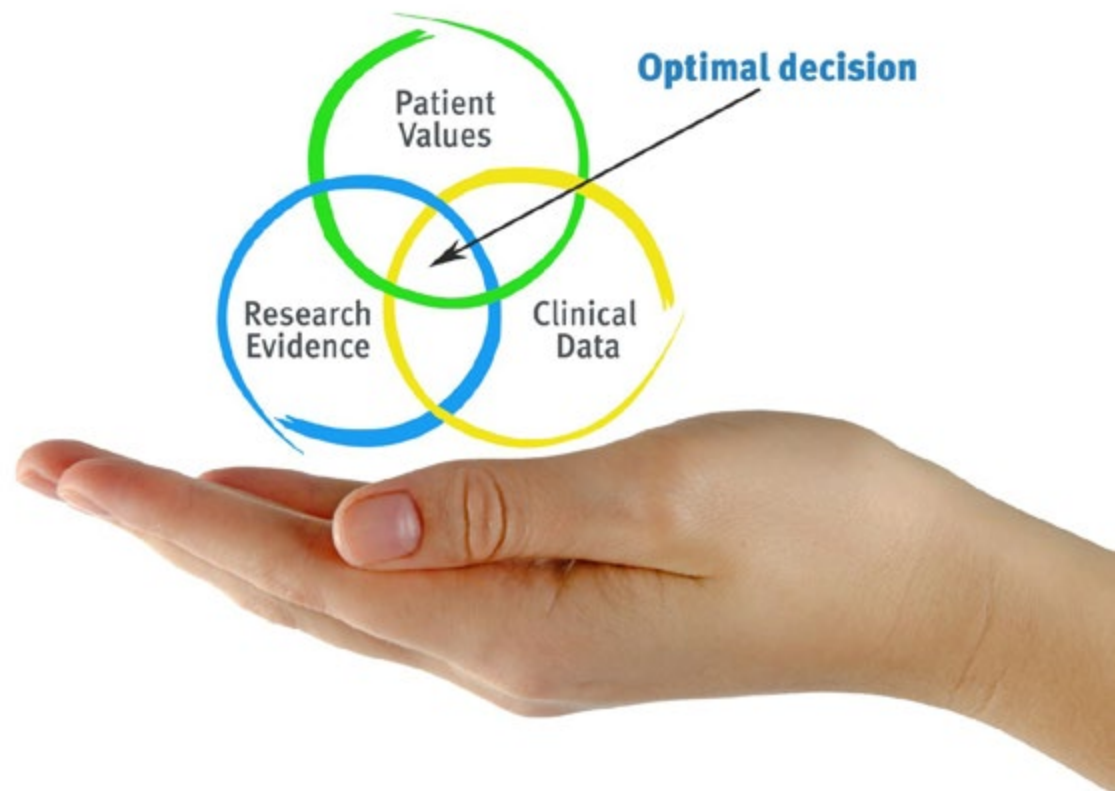 Optimal decision
Patient
Values
Research
Evidence
Clinical
Data